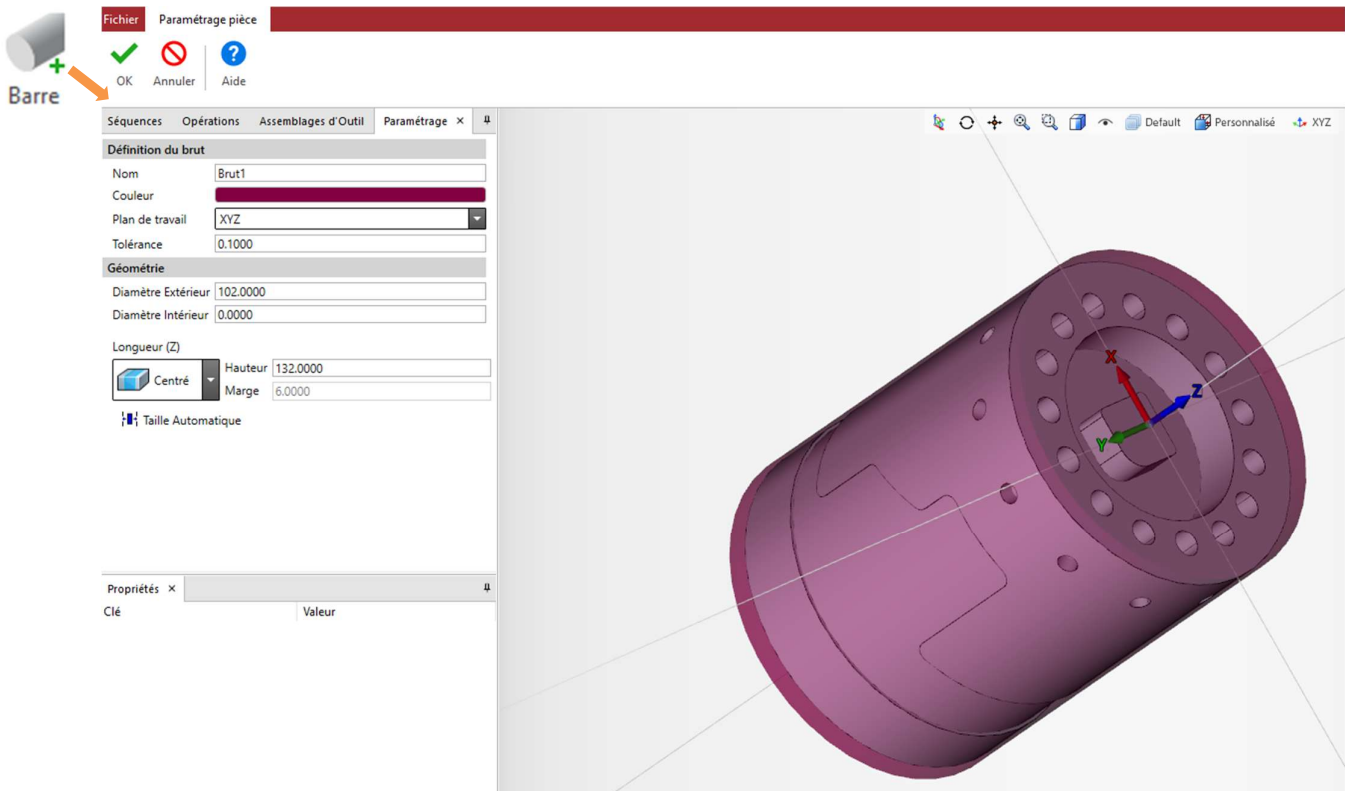 Fichier Paramétrage pièce
Barre
OK Annuler Aide
Séquences Opérations Assemblages d'Outil Paramétrage
Default Personnalisé XYZ
Définition du brut
Nom Brut1
Couleur
Plan de travail XYZ
Tolérance 0.1000
Géométrie
Diamètre Extérieur 102.0000
Diamètre Intérieur 0.0000
Longueur (Z)
Centré
Hauteur 132.0000
Marge 6.0000
Taille Automatique
X
Z
Y
Propriétés
Clé Valeur